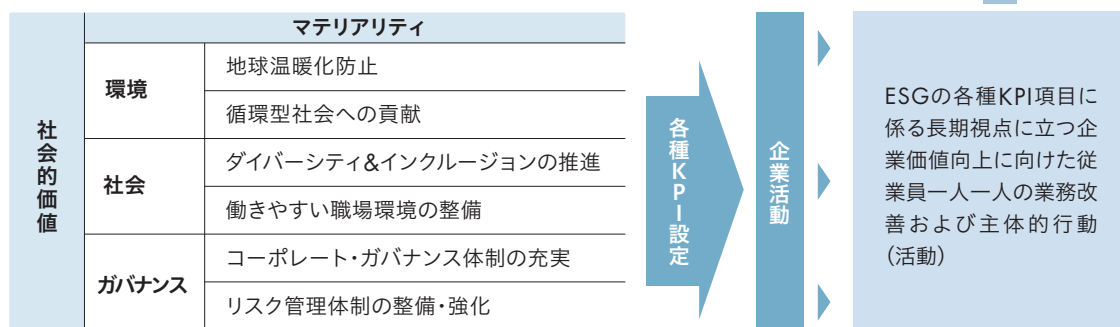 マテリアリティ
社会的価値
環境
地球温暖化防止
循環型社会への貢献
社会
ダイバーシティ&インクルージョンの推進
働きやすい職場環境の整備
ガバナンス
コーポレート・ガバナンス体制の充実
リスク管理体制の整備・強化
各種KPI設定
企業活動
ESGの各種KPI項目に
係る長期視点に立つ企
業価値向上に向けた従
業員一人一人の業務改
善および主体的行動
（活動）